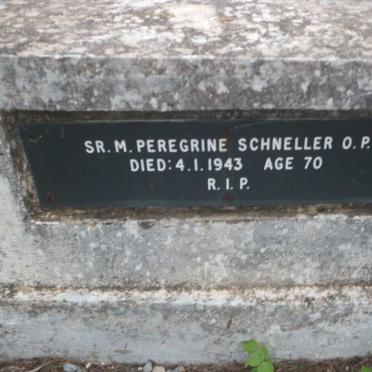 SR. M. PEREGRINE SCHNELLER O.P.
DIED: 4.1.1943 AGE 70
R.I.P.